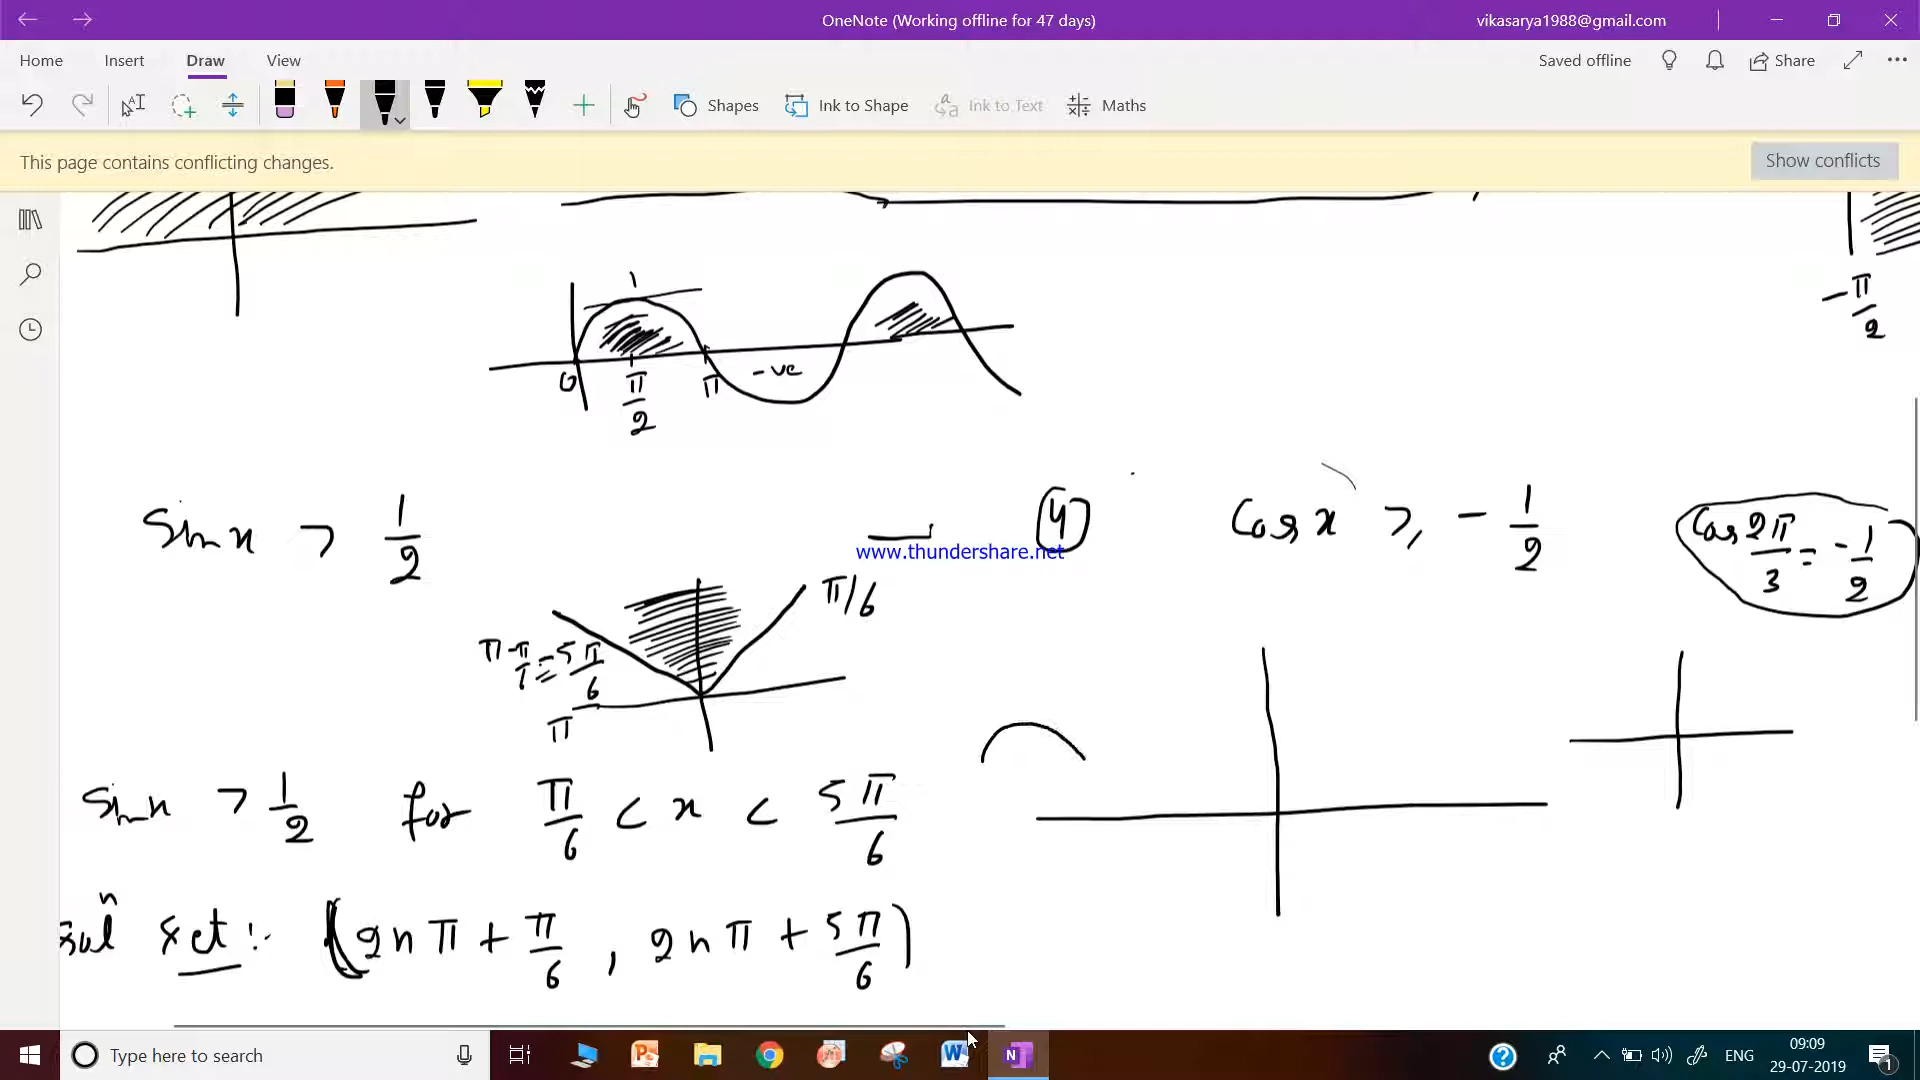 OneNote (Working offline for 47 days)
vikasarya1988@gmail.com
Home Insert Draw View
Saved offline
Share
Shapes
Ink to Shape
Ink to Text
Maths
This page contains conflicting changes.
Show conflicts
1
0 π/2 π -ve
-π/2
Sin x > 1/2
www.thundershare.net
4
Cos x ≥ - 1/2
Cos 2π/3 = - 1/2
π/6
π - π/6 = 5π/6
π
Sin x > 1/2 for π/6 < x < 5π/6
Solⁿ set :- (2nπ + π/6 , 2nπ + 5π/6)
Type here to search
ENG
09:09
29-07-2019
1